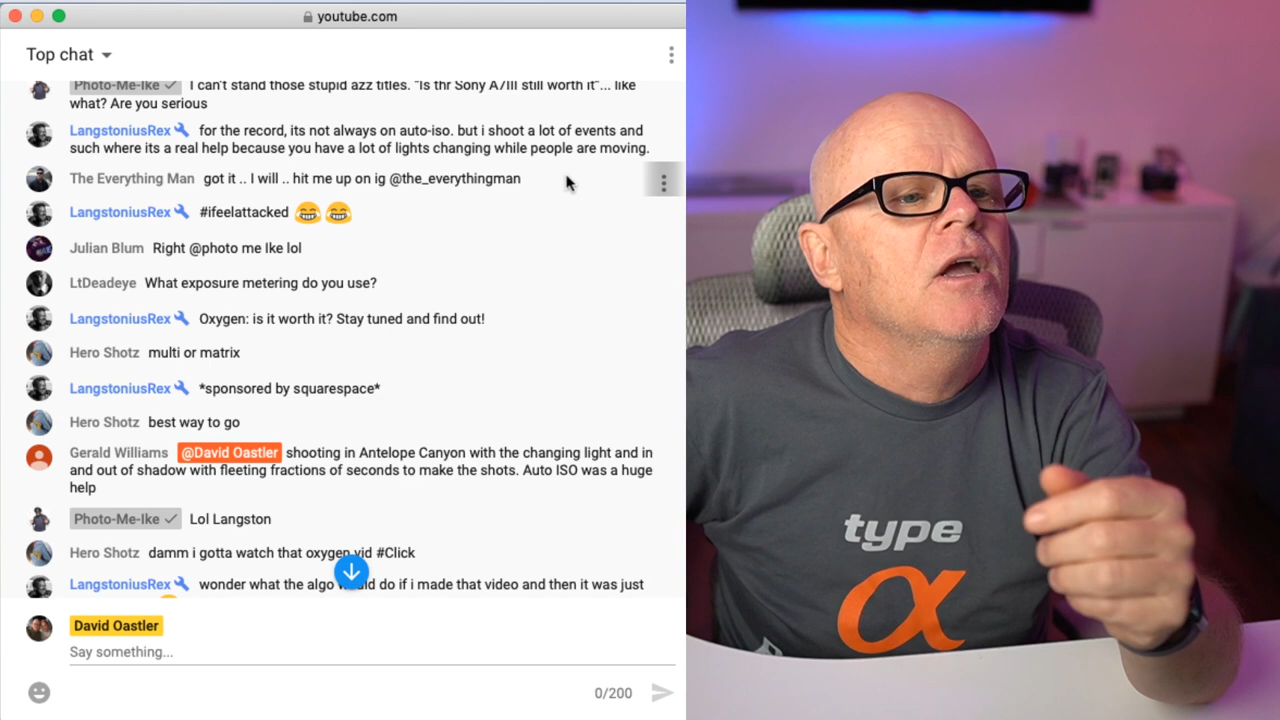 youtube.com
Top chat
Photo-Me-Ike I can't stand those stupid azz titles. "Is thr Sony A7III still worth it"... like
what? Are you serious
LangstoniusRex for the record, its not always on auto-iso. but i shoot a lot of events and
such where its a real help because you have a lot of lights changing while people are moving.
The Everything Man got it .. I will .. hit me up on ig @the_everythingman
LangstoniusRex #ifeelattacked 😂 😂
Julian Blum Right @photo me Ike lol
LtDeadeye What exposure metering do you use?
LangstoniusRex Oxygen: is it worth it? Stay tuned and find out!
Hero Shotz multi or matrix
LangstoniusRex *sponsored by squarespace*
Hero Shotz best way to go
Gerald Williams @David Oastler shooting in Antelope Canyon with the changing light and in
and out of shadow with fleeting fractions of seconds to make the shots. Auto ISO was a huge
help
Photo-Me-Ike Lol Langston
Hero Shotz damm i gotta watch that oxygen vid #Click
LangstoniusRex wonder what the algo do if i made that video and then it was just
David Oastler
Say something...
0/200
type
α